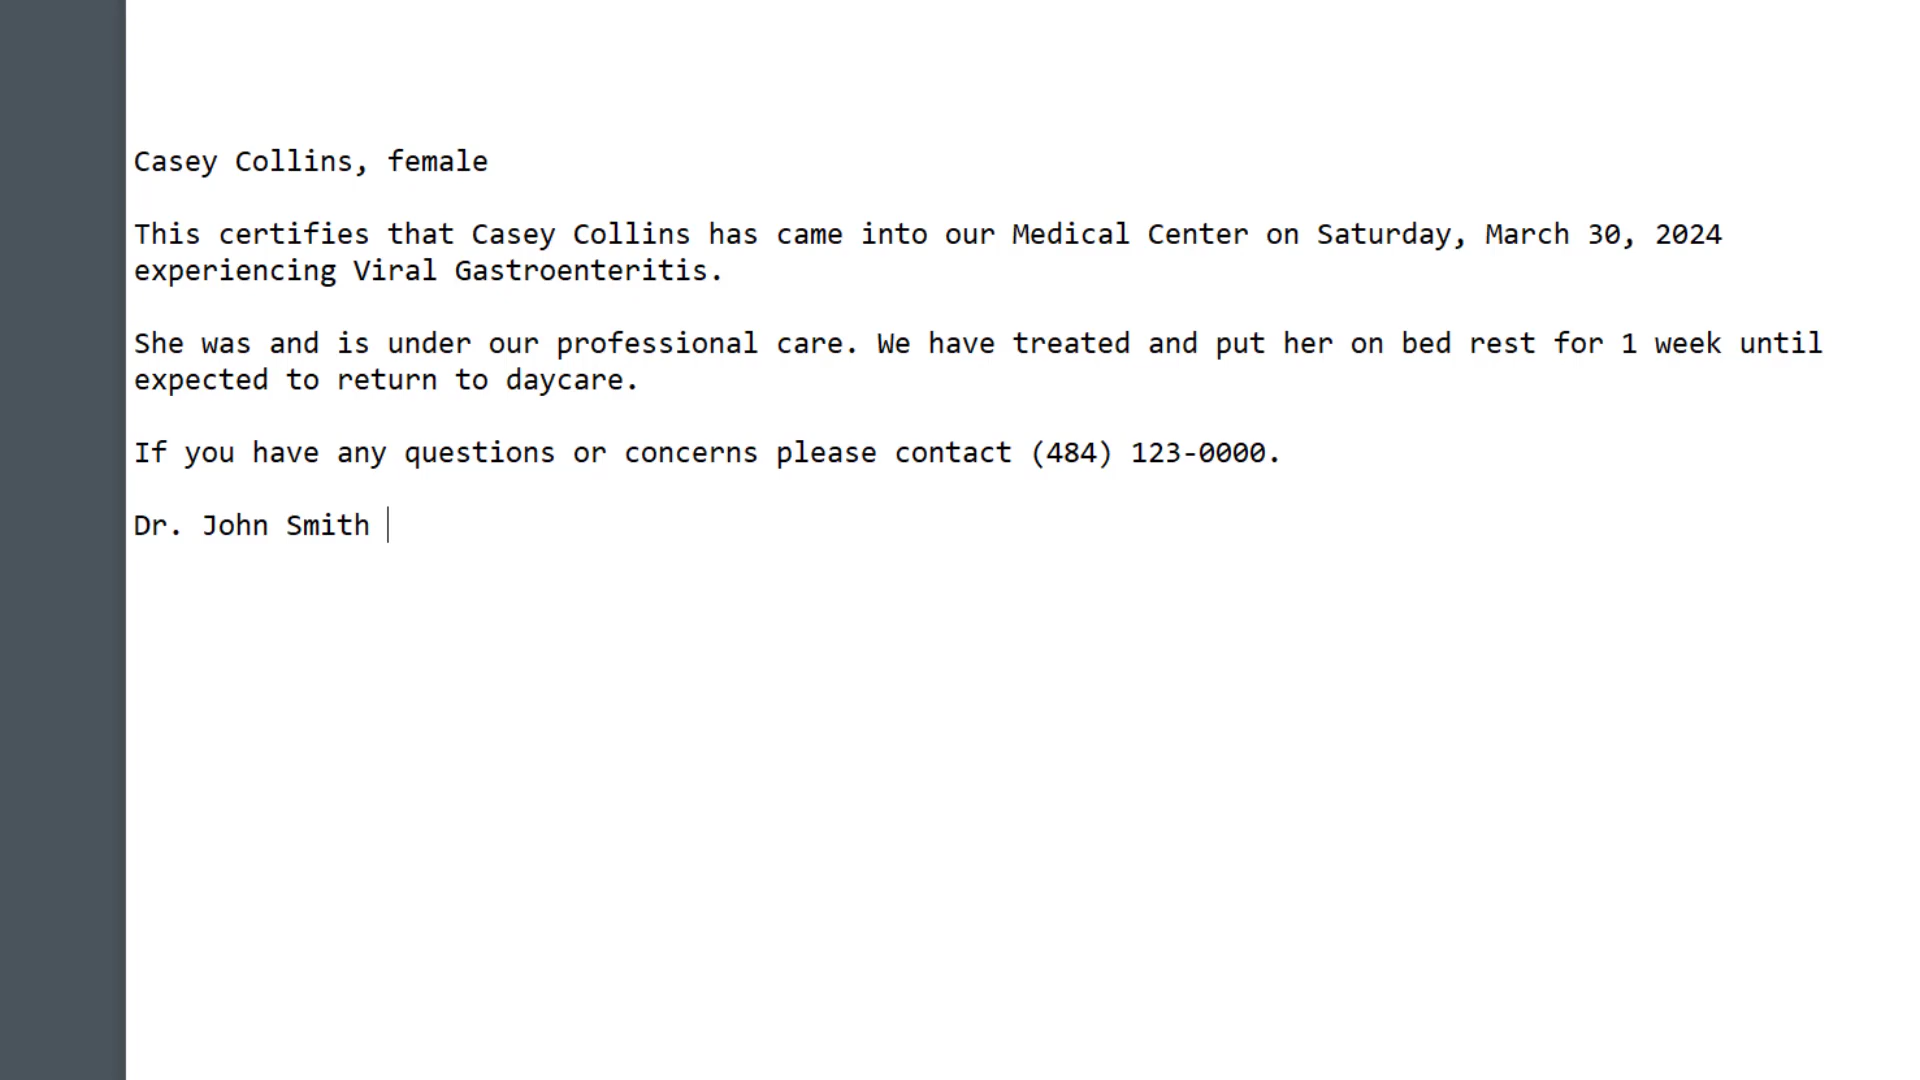 Casey Collins, female
This certifies that Casey Collins has came into our Medical Center on Saturday, March 30, 2024
experiencing Viral Gastroenteritis.
She was and is under our professional care. We have treated and put her on bed rest for 1 week until
expected to return to daycare.
If you have any questions or concerns please contact (484) 123-0000.
Dr. John Smith